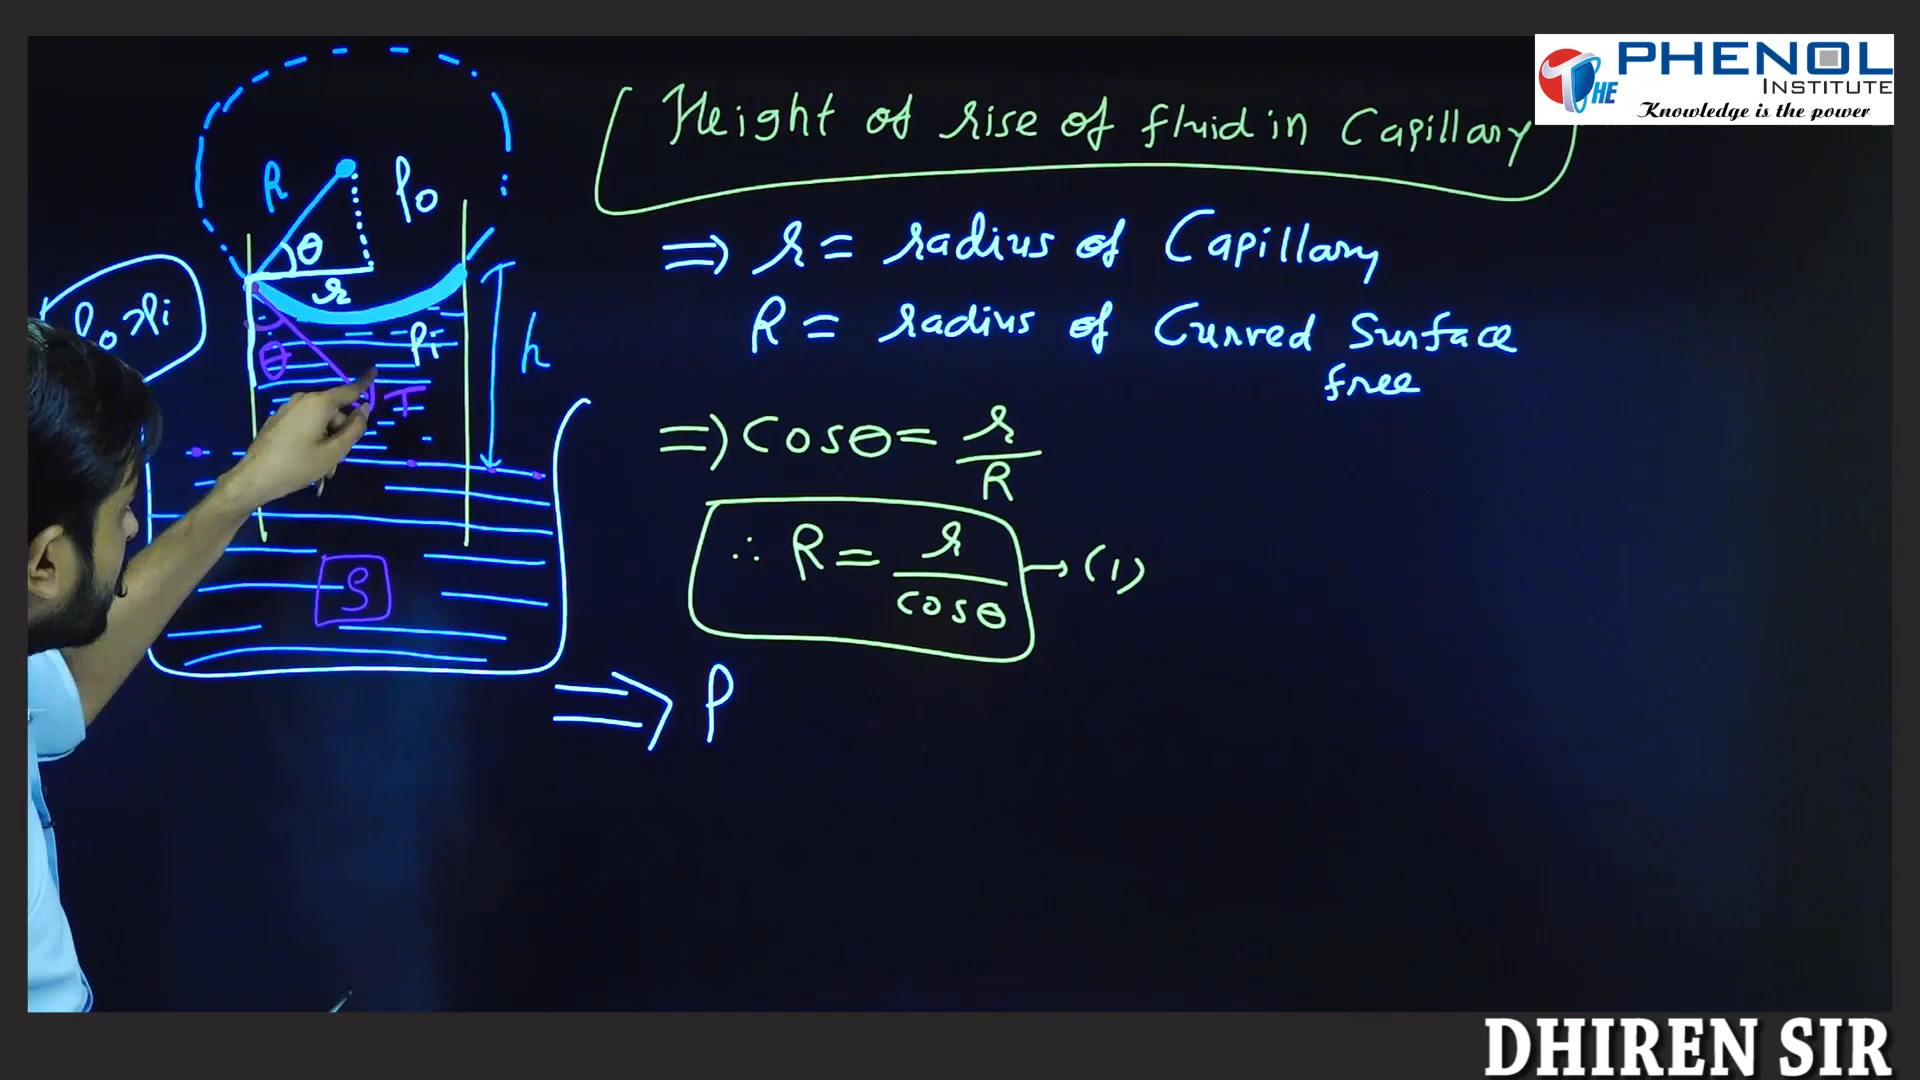 THE PHENOL
INSTITUTE
Knowledge is the power
Height of rise of fluid in Capillary
R
P0
θ
r
P0 > Pi
Pi
h
θ
T
ρ
⇒ r = radius of Capillary
R = radius of Curved Surface
free
⇒ Cosθ = r/R
∴ R = r/cosθ → (1)
⇒ P
DHIREN SIR